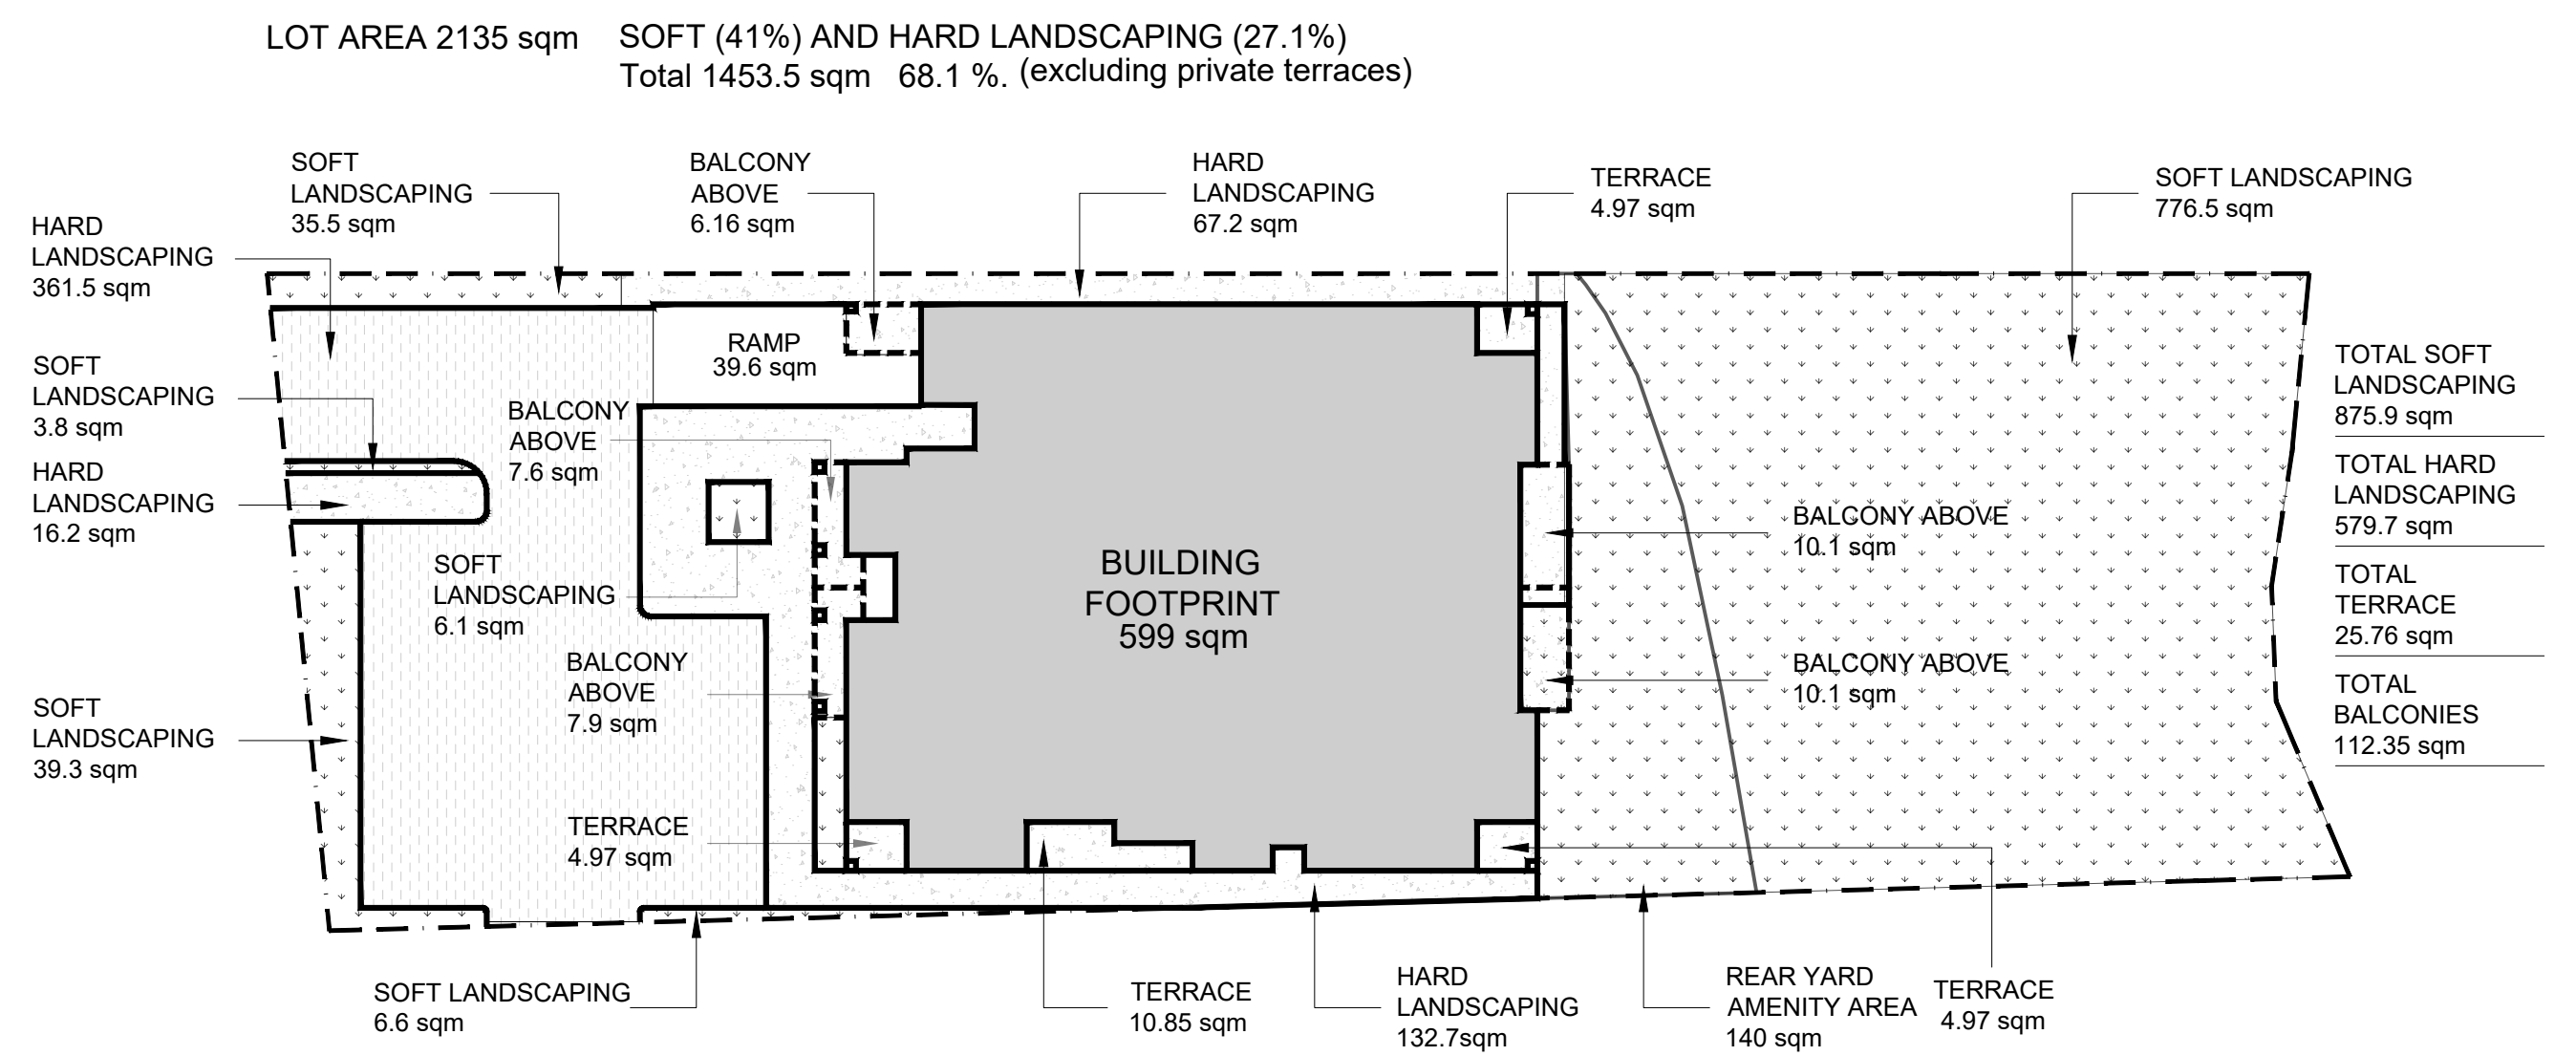 LOT AREA 2135 sqm
SOFT (41%) AND HARD LANDSCAPING (27.1%)
Total 1453.5 sqm 68.1 %. (excluding private terraces)
SOFT
LANDSCAPING
35.5 sqm
BALCONY
ABOVE
6.16 sqm
HARD
LANDSCAPING
67.2 sqm
TERRACE
4.97 sqm
SOFT LANDSCAPING
776.5 sqm
HARD
LANDSCAPING
361.5 sqm
SOFT
LANDSCAPING
3.8 sqm
HARD
LANDSCAPING
16.2 sqm
SOFT
LANDSCAPING
39.3 sqm
RAMP
39.6 sqm
BALCONY
ABOVE
7.6 sqm
SOFT
LANDSCAPING
6.1 sqm
BALCONY
ABOVE
7.9 sqm
TERRACE
4.97 sqm
BUILDING
FOOTPRINT
599 sqm
BALCONY ABOVE
10.1 sqm
BALCONY ABOVE
10.1 sqm
TOTAL SOFT
LANDSCAPING
875.9 sqm
TOTAL HARD
LANDSCAPING
579.7 sqm
TOTAL
TERRACE
25.76 sqm
TOTAL
BALCONIES
112.35 sqm
SOFT LANDSCAPING
6.6 sqm
TERRACE
10.85 sqm
HARD
LANDSCAPING
132.7sqm
REAR YARD
AMENITY AREA
140 sqm
TERRACE
4.97 sqm